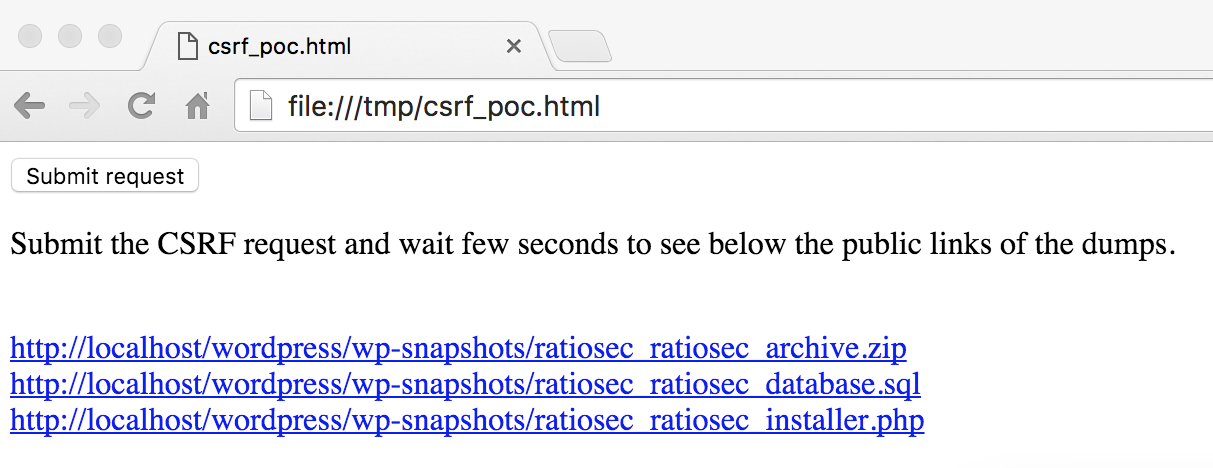 csrf_poc.html
file:///tmp/csrf_poc.html
Submit request
Submit the CSRF request and wait few seconds to see below the public links of the dumps.
http://localhost/wordpress/wp-snapshots/ratiosec_ratiosec_archive.zip
http://localhost/wordpress/wp-snapshots/ratiosec_ratiosec_database.sql
http://localhost/wordpress/wp-snapshots/ratiosec_ratiosec_installer.php